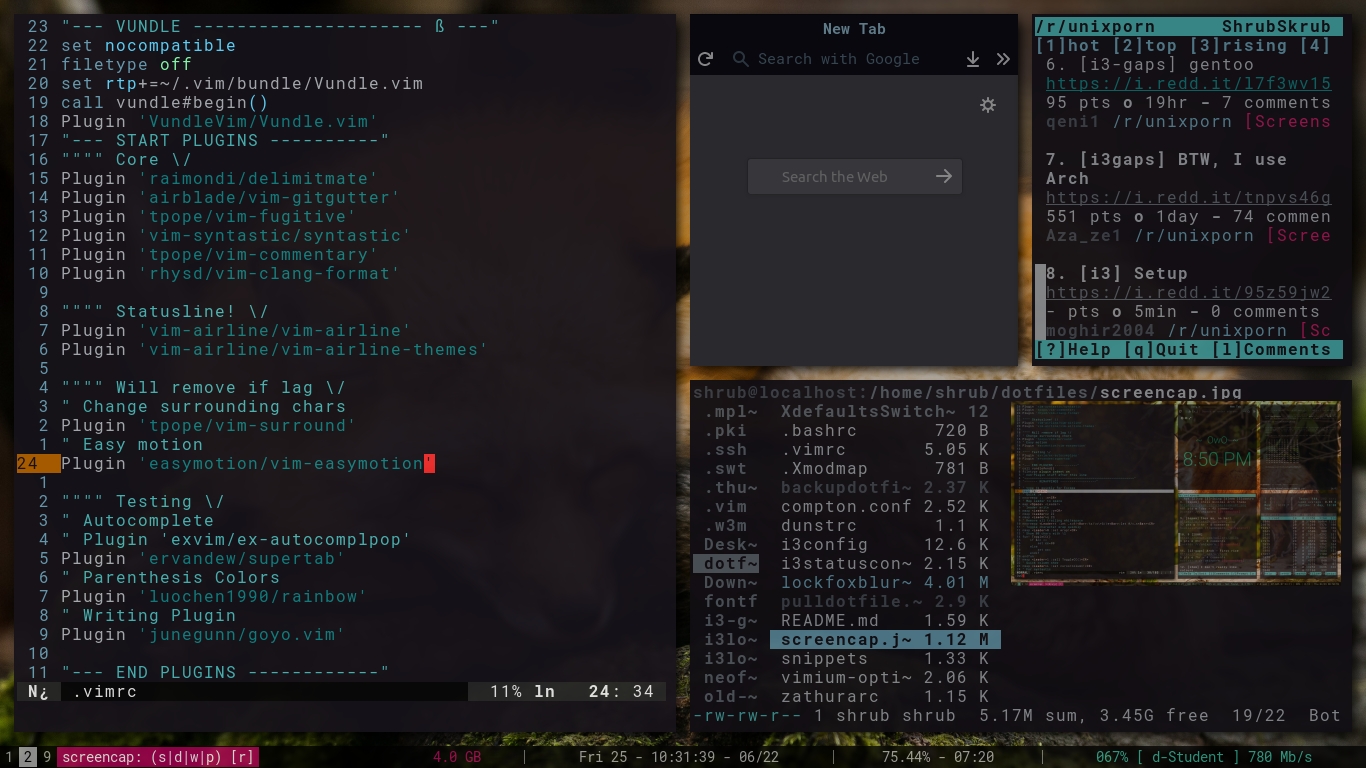 23 "--- VUNDLE --------------------- ß ---"
22 set nocompatible
21 filetype off
20 set rtp+=~/.vim/bundle/Vundle.vim
19 call vundle#begin()
18 Plugin 'VundleVim/Vundle.vim'
17 "--- START PLUGINS ----------"
16 """" Core \/
15 Plugin 'raimondi/delimitmate'
14 Plugin 'airblade/vim-gitgutter'
13 Plugin 'tpope/vim-fugitive'
12 Plugin 'vim-syntastic/syntastic'
11 Plugin 'tpope/vim-commentary'
10 Plugin 'rhysd/vim-clang-format'
9
8 """" Statusline! \/
7 Plugin 'vim-airline/vim-airline'
6 Plugin 'vim-airline/vim-airline-themes'
5
4 """" Will remove if lag \/
3 " Change surrounding chars
2 Plugin 'tpope/vim-surround'
1 " Easy motion
24 Plugin 'easymotion/vim-easymotion'
1
2 """" Testing \/
3 " Autocomplete
4 " Plugin 'exvim/ex-autocomplpop'
5 Plugin 'ervandew/supertab'
6 " Parenthesis Colors
7 Plugin 'luochen1990/rainbow'
8 " Writing Plugin
9 Plugin 'junegunn/goyo.vim'
10
11 "--- END PLUGINS ------------"
N¿ .vimrc 11% ln 24: 34
New Tab
Search with Google
Search the Web
/r/unixporn ShrubSkrub
[1]hot [2]top [3]rising [4]
6. [i3-gaps] gentoo
https://i.redd.it/l7f3wv15
95 pts o 19hr - 7 comments
qeni1 /r/unixporn [Screens
7. [i3gaps] BTW, I use
Arch
https://i.redd.it/tnpvs46g
551 pts o 1day - 74 commen
Aza_ze1 /r/unixporn [Scree
8. [i3] Setup
https://i.redd.it/95z59jw2
- pts o 5min - 0 comments
moghir2004 /r/unixporn [Sc
[?]Help [q]Quit [l]Comments
shrub@localhost:/home/shrub/dotfiles/screencap.jpg
.mpl~ XdefaultsSwitch~ 12
.pki .bashrc 720 B
.ssh .vimrc 5.05 K
.swt .Xmodmap 781 B
.thu~ backupdotfi~ 2.37 K
.vim compton.conf 2.52 K
.w3m dunstrc 1.1 K
Desk~ i3config 12.6 K
dotf~ i3statuscon~ 2.15 K
Down~ lockfoxblur~ 4.01 M
fontf pulldotfile.~ 2.9 K
i3-g~ README.md 1.59 K
i3lo~ screencap.j~ 1.12 M
i3lo~ snippets 1.33 K
neof~ vimium-opti~ 2.06 K
old-~ zathurarc 1.15 K
OwO
8:50 PM
-rw-rw-r-- 1 shrub shrub 5.17M sum, 3.45G free 19/22 Bot
1 2 9 screencap: (s|d|w|p) [r] 4.0 GB | Fri 25 - 10:31:39 - 06/22 | 75.44% - 07:20 | 067% [ d-Student ] 780 Mb/s